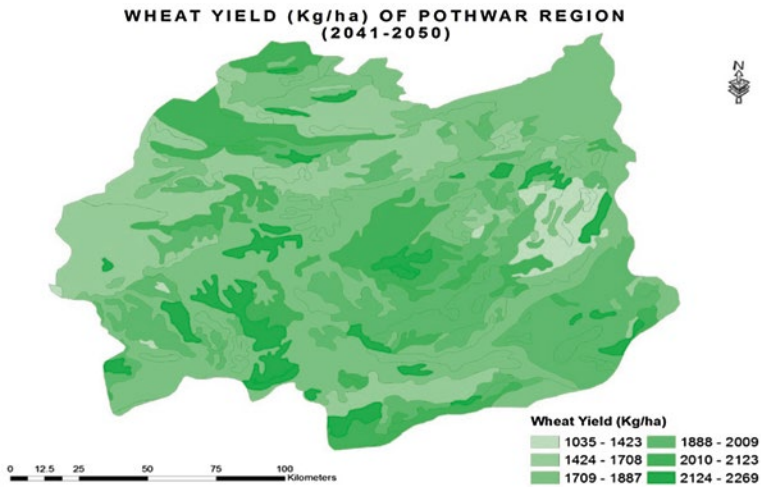 WHEAT YIELD (Kg/ha) OF POTHWAR REGION
(2041-2050)
N
Wheat Yield (Kg/ha)
1035 - 1423
1424 - 1708
1709 - 1887
1888 - 2009
2010 - 2123
2124 - 2269
0 12.5 25 50 75 100
Kilometers